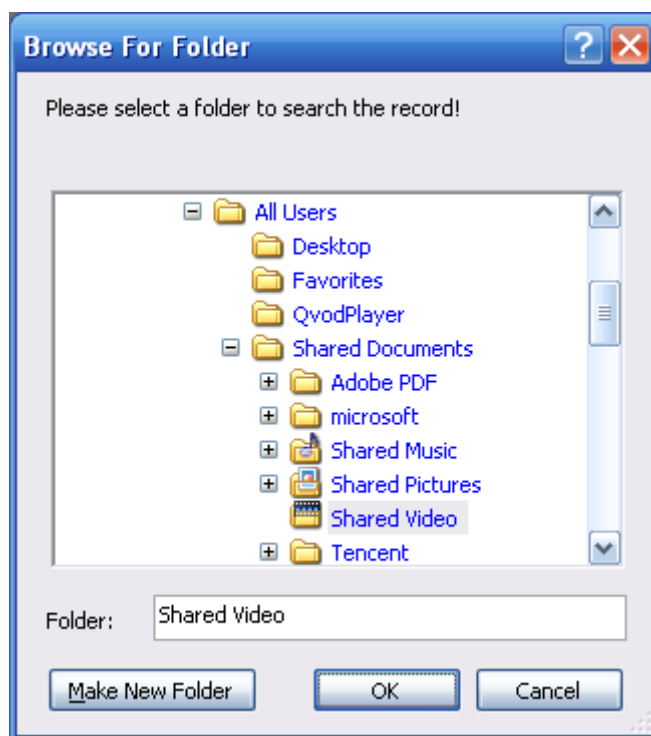 Browse For Folder
Please select a folder to search the record!
All Users
Desktop
Favorites
QvodPlayer
Shared Documents
Adobe PDF
microsoft
Shared Music
Shared Pictures
Shared Video
Tencent
Folder: Shared Video
Make New Folder OK Cancel